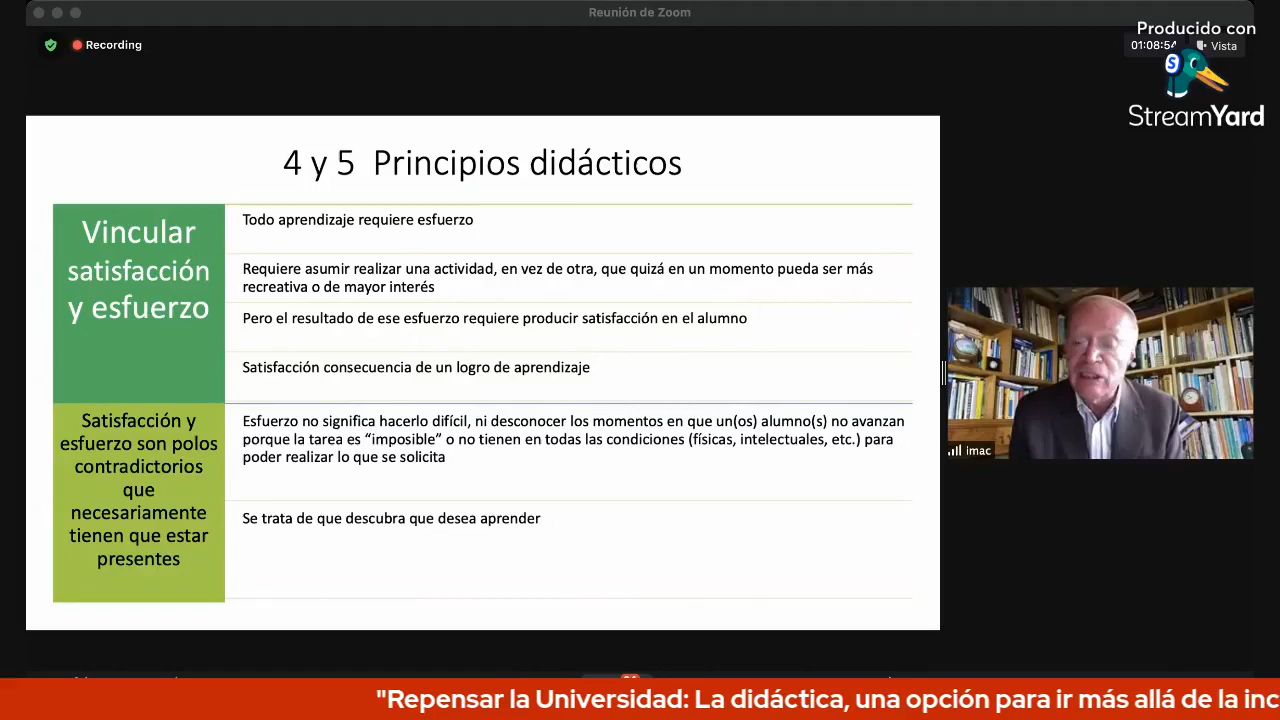 Reunión de Zoom
Recording
Producido con
01:08:54
Vista
S
StreamYard
4 y 5 Principios didácticos
Vincular
satisfacción
y esfuerzo
Todo aprendizaje requiere esfuerzo
Requiere asumir realizar una actividad, en vez de otra, que quizá en un momento pueda ser más
recreativa o de mayor interés
Pero el resultado de ese esfuerzo requiere producir satisfacción en el alumno
Satisfacción consecuencia de un logro de aprendizaje
Satisfacción y
esfuerzo son polos
contradictorios
que
necesariamente
tienen que estar
presentes
Esfuerzo no significa hacerlo difícil, ni desconocer los momentos en que un(os) alumno(s) no avanzan
porque la tarea es “imposible” o no tienen en todas las condiciones (físicas, intelectuales, etc.) para
poder realizar lo que se solicita
Se trata de que descubra que desea aprender
imac
"Repensar la Universidad: La didáctica, una opción para ir más allá de la inc